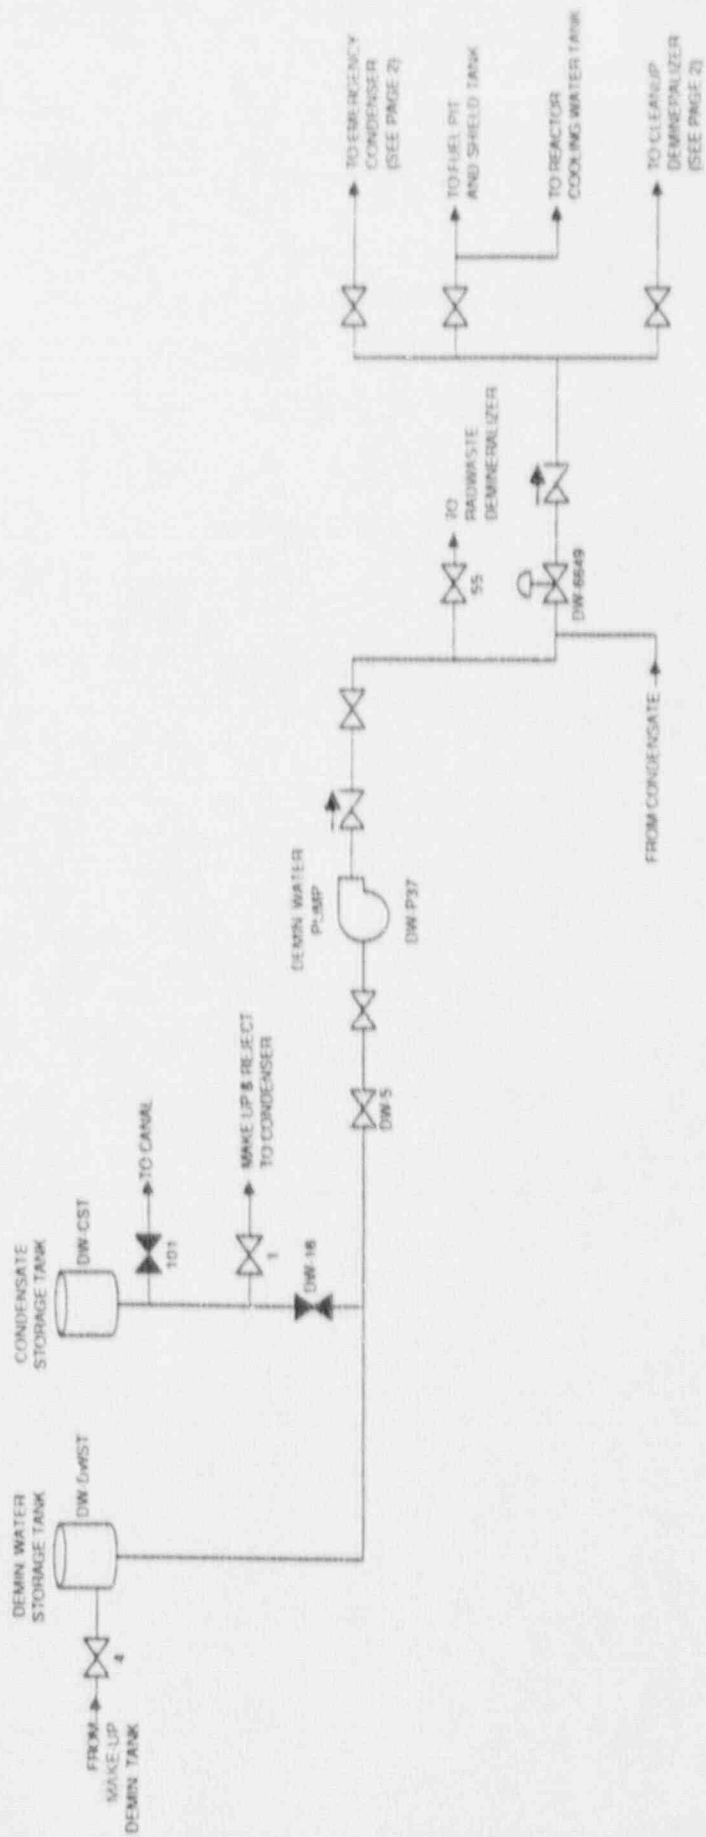 DEMIN WATER
STORAGE TANK
DW-DWST
FROM
MAKE-UP
DEMIN TANK
4
CONDENSATE
STORAGE TANK
DW-CST
TO CANAL
101
MAKE UP & REJECT
TO CONDENSER
1
DW-16
DW-5
DEMIN WATER
PUMP
DW-P37
TO
RADWASTE
DEMINERALIZER
55
DW-6649
FROM CONDENSATE
TO EMERGENCY
CONDENSER
(SEE PAGE 2)
TO FUEL PIT
AND SHIELD TANK
TO REACTOR
COOLING WATER TANK
TO CLEANUP
DEMINERALIZER
(SEE PAGE 2)